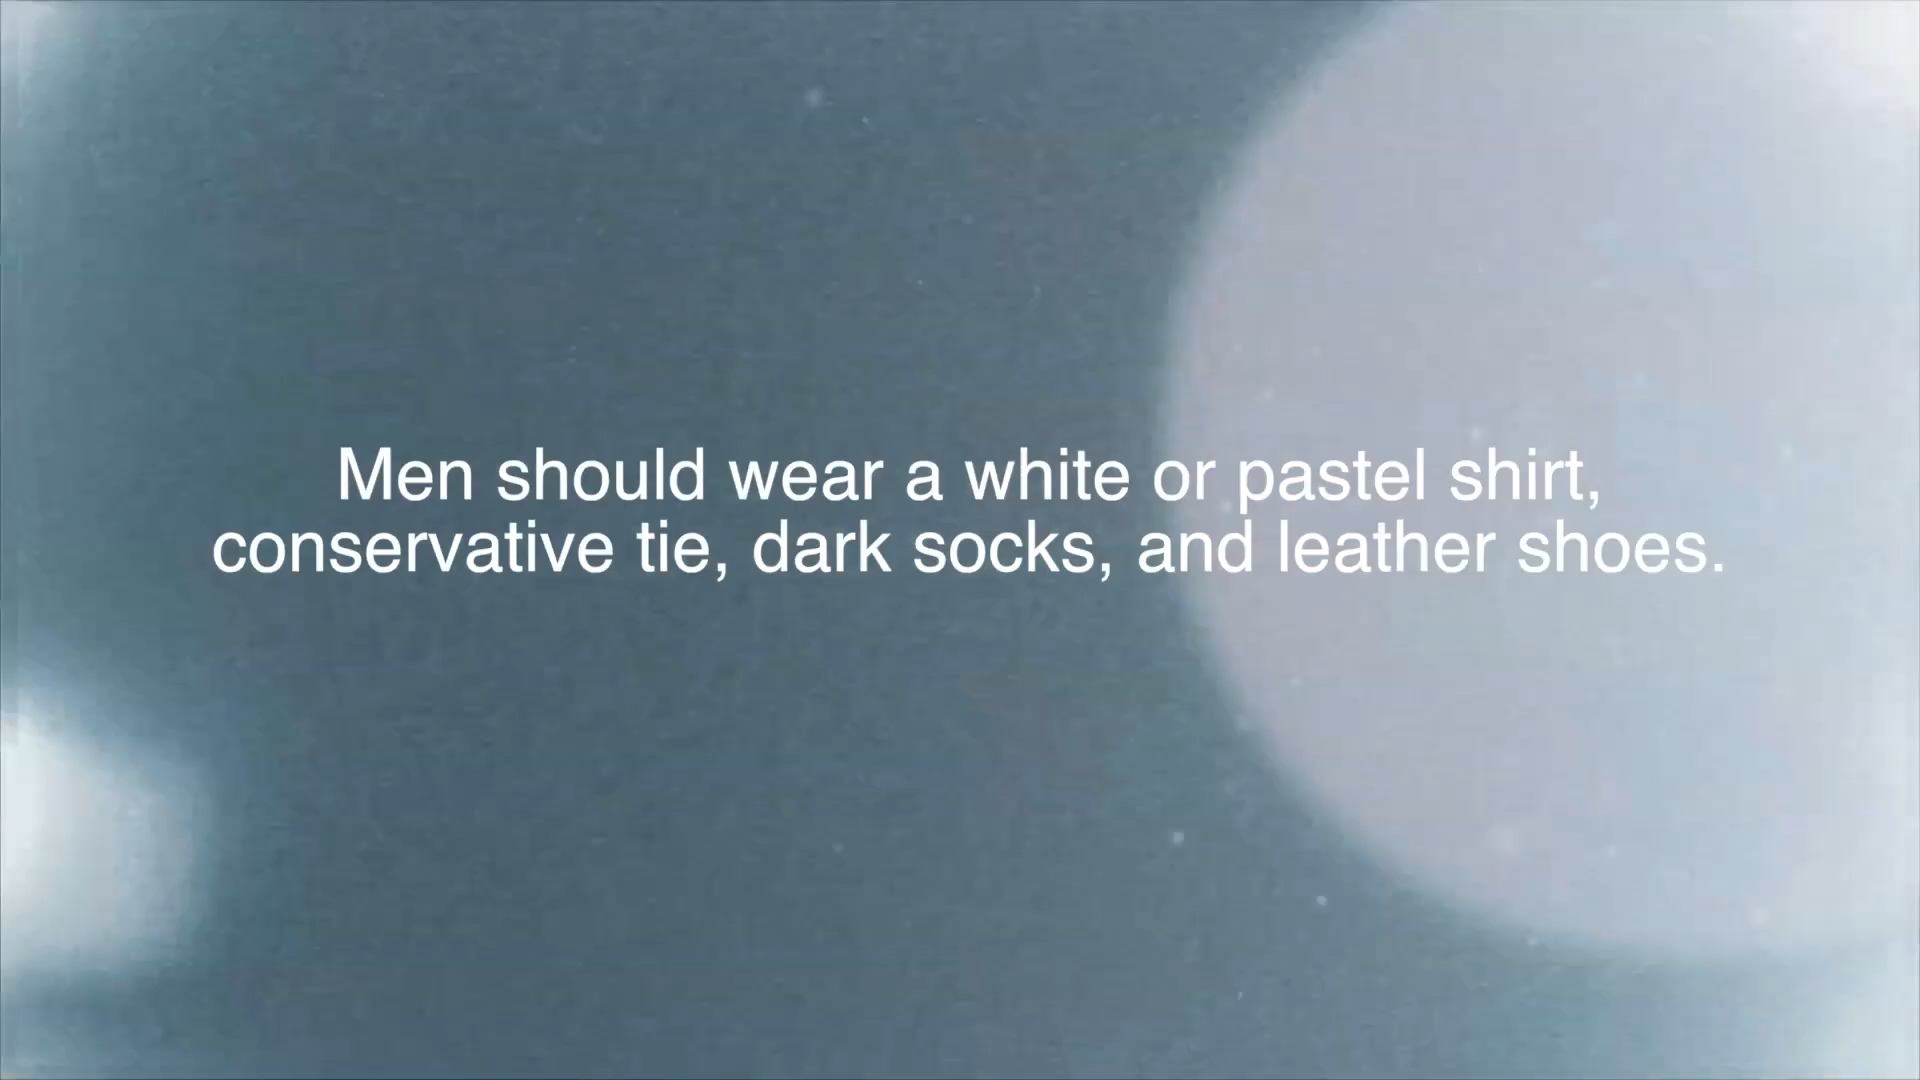 Men should wear a white or pastel shirt,
conservative tie, dark socks, and leather shoes.